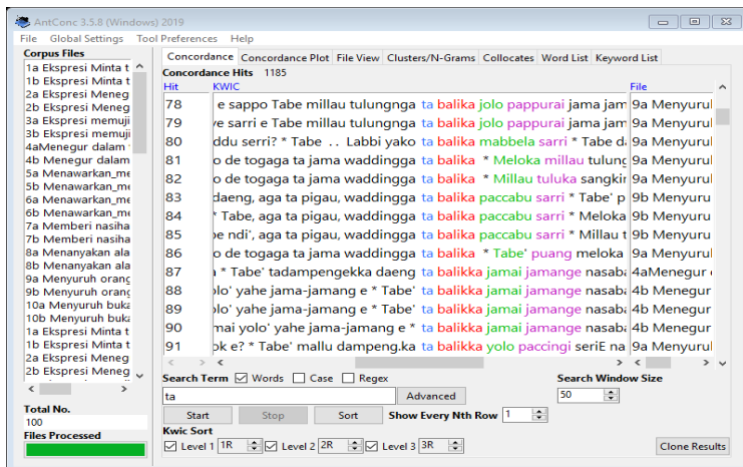 AntConc 3.5.8 (Windows) 2019
File Global Settings Tool Preferences Help
Corpus Files
1a Ekspresi Minta t
1b Ekspresi Minta t
2a Ekspresi Meneg
2b Ekspresi Meneg
3a Ekspresi memuji
3b Ekspresi memuji
4aMenegur dalam
4b Menegur dalam
5a Menawarkan_me
5b Menawarkan_me
6a Menawarkan_me
6b Menawarkan_me
7a Memberi nasiha
7b Memberi nasiha
8a Menanyakan ala
8b Menanyakan ala
9a Menyuruh orang
9b Menyuruh orang
10a Menyuruh buka
10b Menyuruh buka
1a Ekspresi Minta t
1b Ekspresi Minta t
2a Ekspresi Meneg
2b Ekspresi Meneg
Total No.
100
Files Processed
Concordance Concordance Plot File View Clusters/N-Grams Collocates Word List Keyword List
Concordance Hits 1185
Hit KWIC File
78 e sappo Tabe millau tulungnga ta balika jolo pappurai jama jam 9a Menyurul
79 ve sarri e Tabe millau tulungnga ta balika jolo pappurai jama jam 9a Menyurul
80 ddu serri? * Tabe .. Labbi yako ta balika mabbela sarri * Tabe d 9a Menyurul
81 o de togaga ta jama waddingga ta balika * Meloka millau tulung 9a Menyurul
82 o de togaga ta jama waddingga ta balika * Millau tuluka sangkir 9a Menyurul
83 daeng, aga ta pigau, waddingga ta balika paccabu sarri * Tabe' p 9b Menyuru
84 * Tabe, aga ta pigau, waddingga ta balika paccabu sarri * Meloka 9b Menyuru
85 e ndi', aga ta pigau, waddingga ta balika paccabu sarri * Millau t 9b Menyuru
86 o de togaga ta jama waddingga ta balika * Tabe' puang meloka 9a Menyurul
87 * Tabe' tadampengekka daeng ta balikka jamai jamange nasaba 4aMenegur
88 olo' yahe jama-jamang e * Tabe' ta balikka jamai jamange nasaba 4b Menegur
89 olo' yahe jama-jamang e * Tabe' ta balikka jamai jamange nasaba 4b Menegur
90 mai yolo' yahe jama-jamang e * ta balikka jamai jamange nasaba 4b Menegur
91 ok e? * Tabe' mallu dampeng.ka ta balikka yolo paccingi seriE na 9a Menyurul
Search Term Words Case Regex Search Window Size
ta Advanced 50
Start Stop Sort Show Every Nth Row 1
Kwic Sort
Level 1 1R Level 2 2R Level 3 3R Clone Results